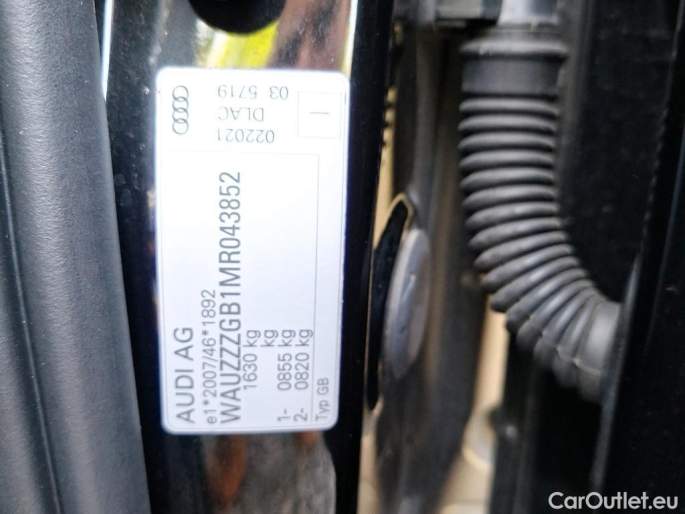 AUDI AG
e1*2007/46*1892
WAUZZZGB1MR043852
1630 kg
kg
1- 0855 kg
2- 0820 kg
Typ GB
022021
DLAC
03 5719
CarOutlet.eu